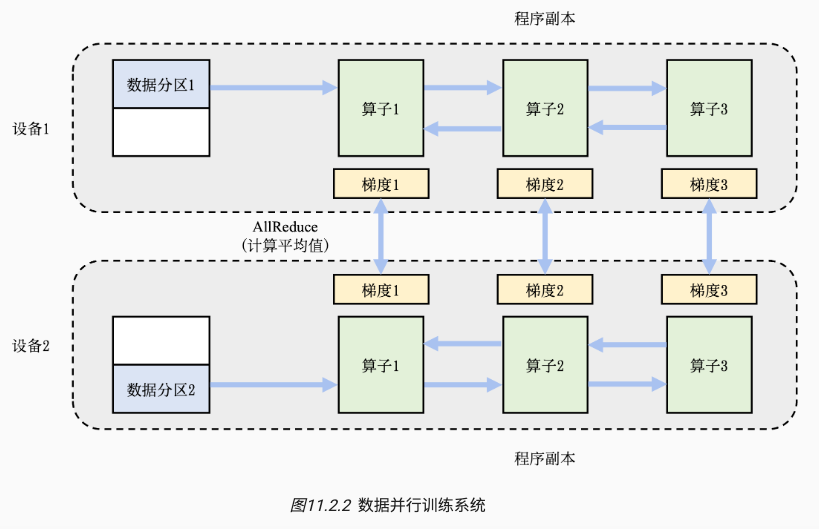 程序副本
设备1
数据分区1
算子1
算子2
算子3
梯度1
梯度2
梯度3
AllReduce
(计算平均值)
梯度1
梯度2
梯度3
设备2
数据分区2
算子1
算子2
算子3
程序副本
图11.2.2 数据并行训练系统